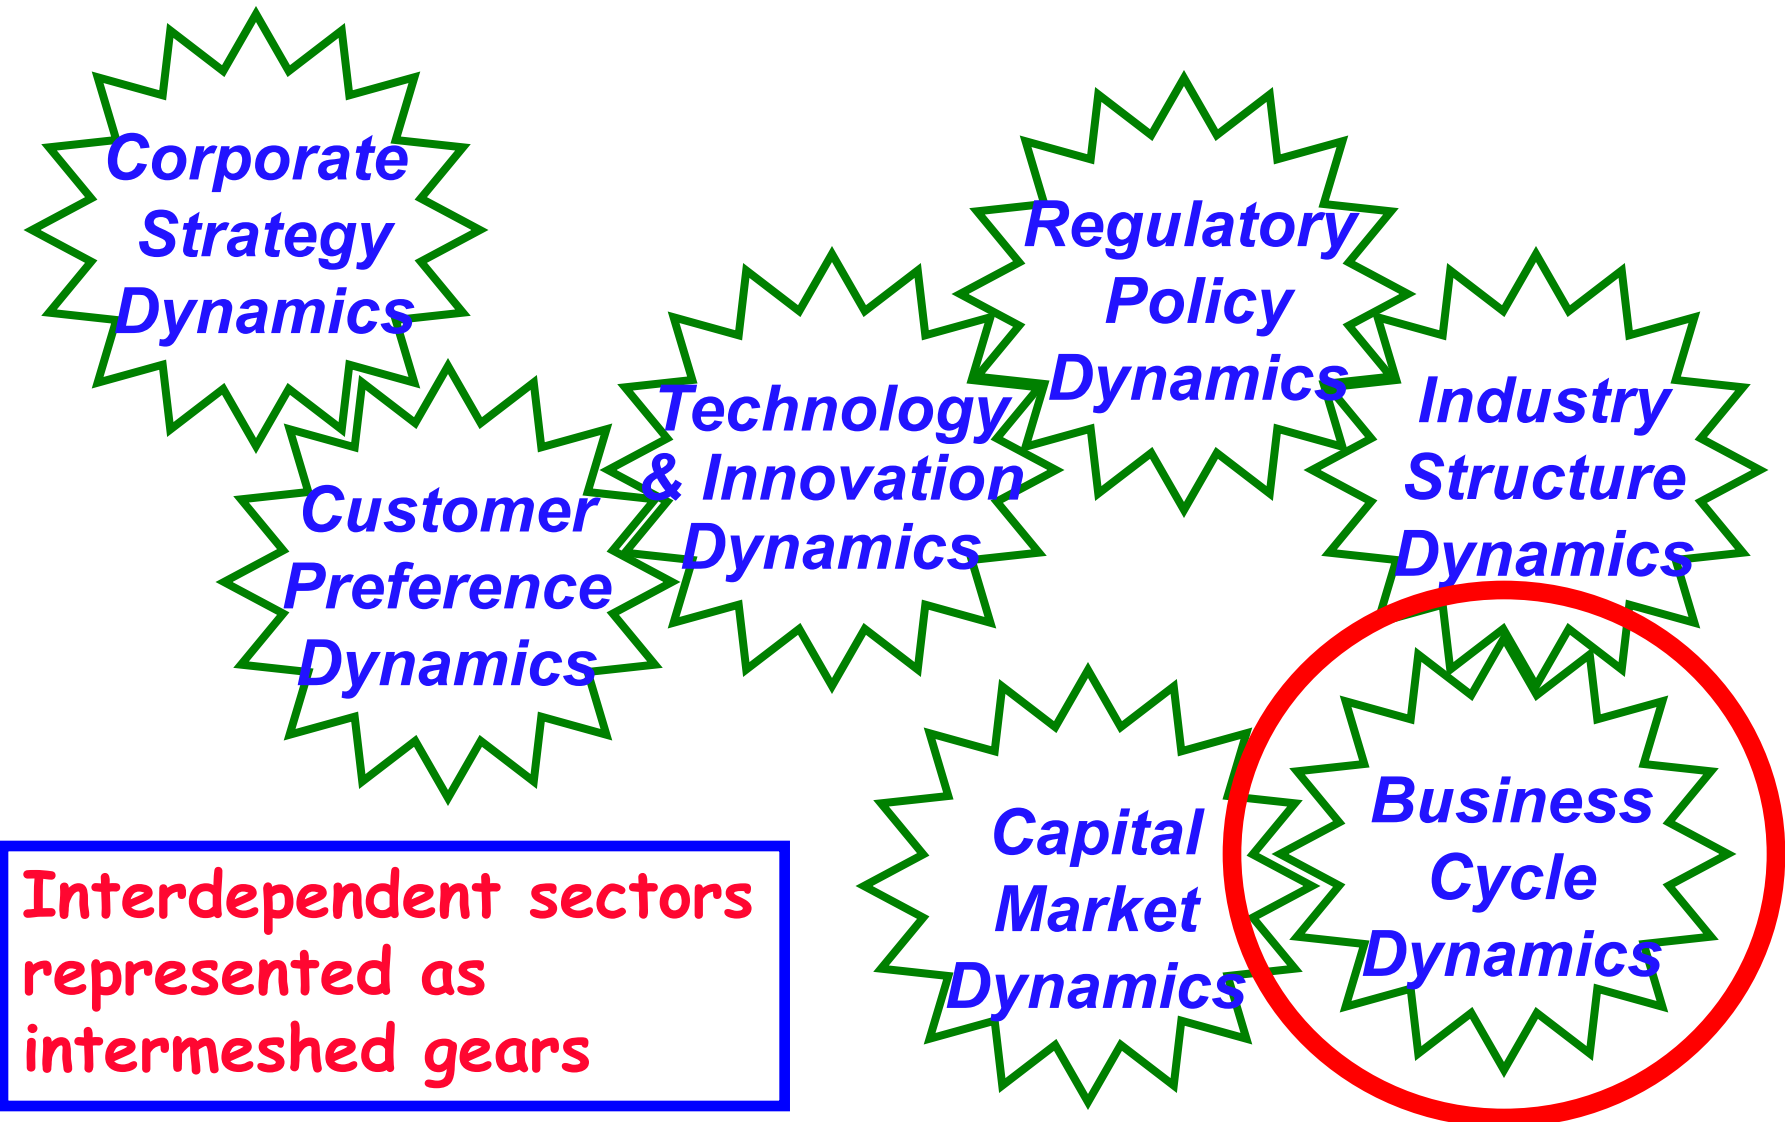 Corporate
Strategy
Dynamics
Regulatory
Policy
Dynamics
Technology
& Innovation
Dynamics
Industry
Structure
Dynamics
Customer
Preference
Dynamics
Capital
Market
Dynamics
Business
Cycle
Dynamics
Interdependent sectors
represented as
intermeshed gears